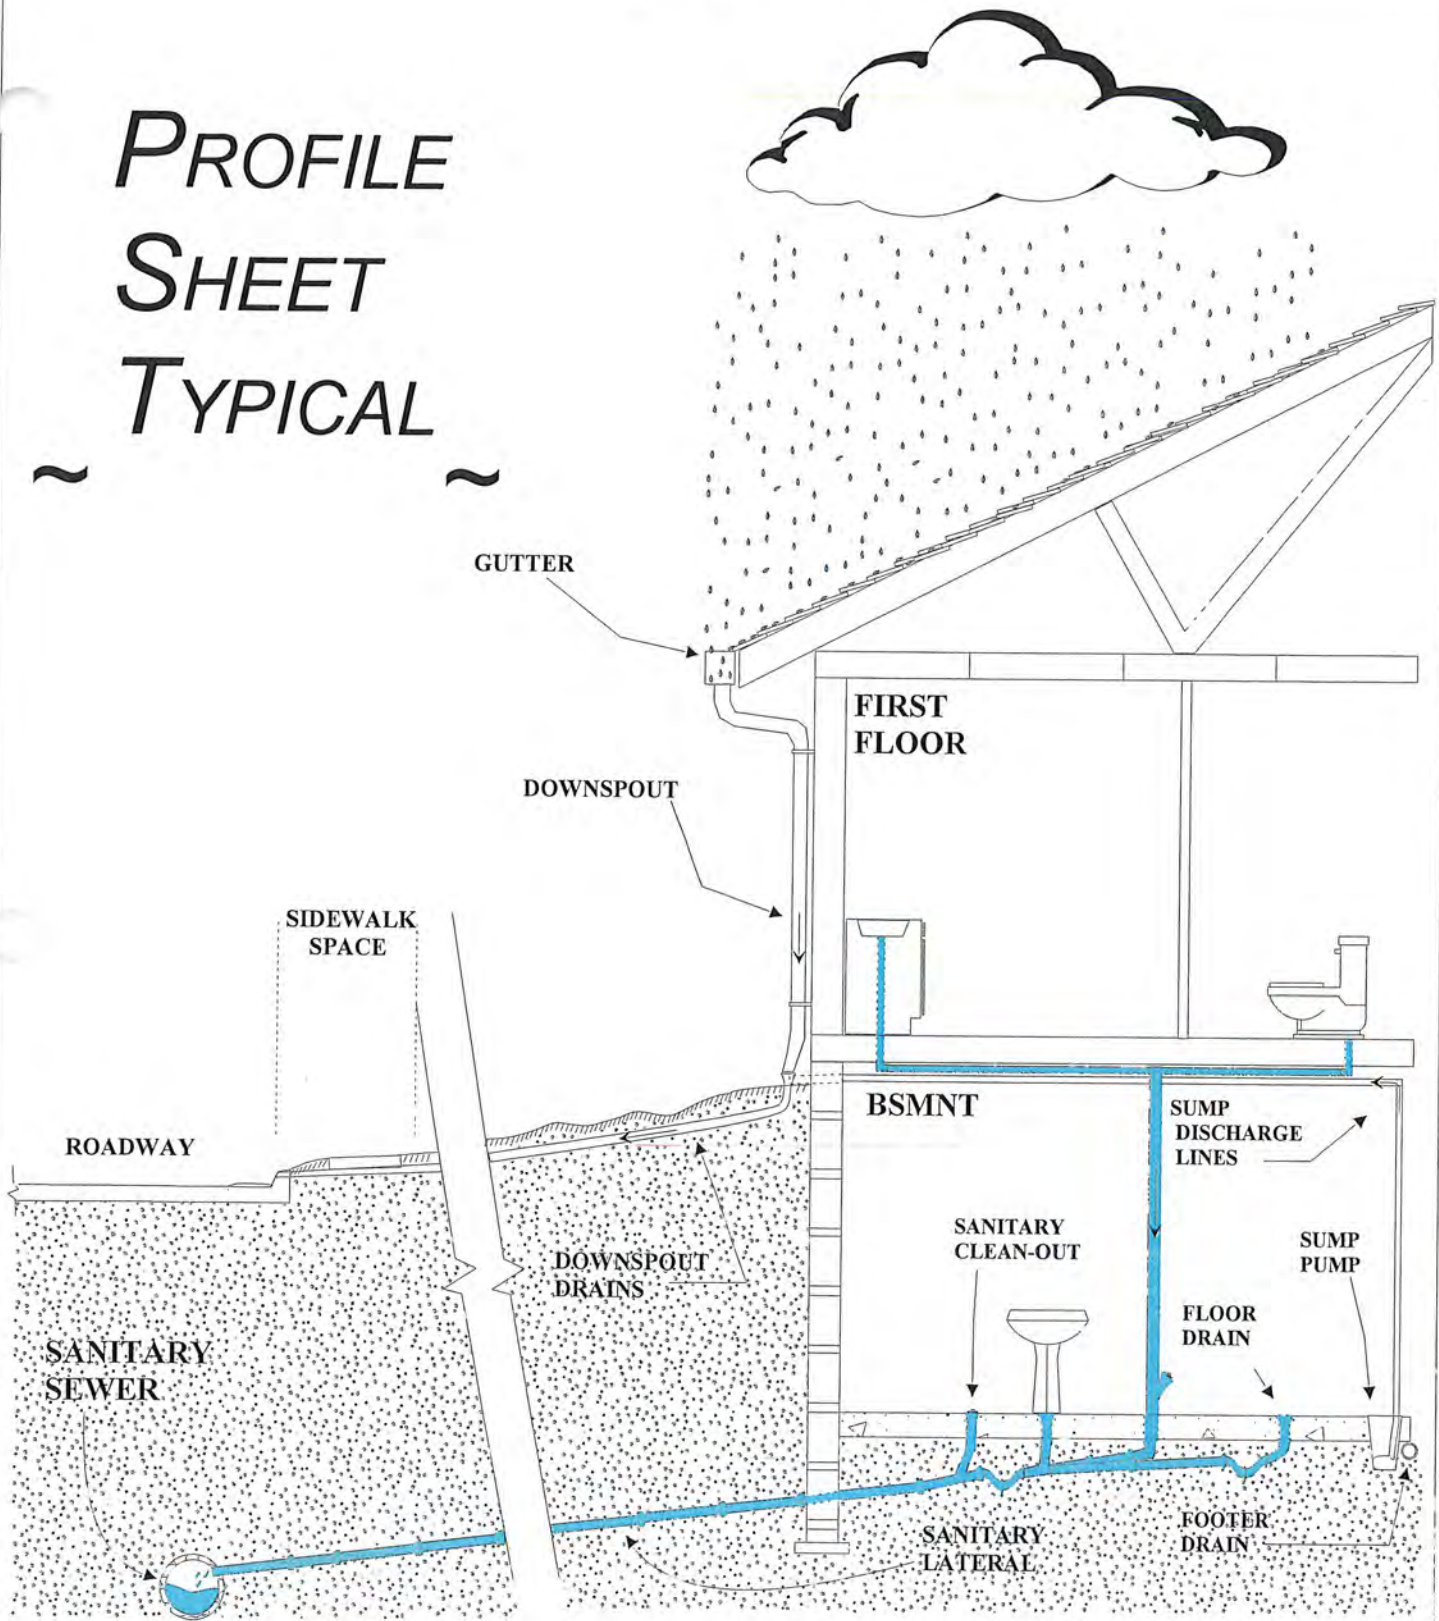 PROFILE
SHEET
TYPICAL
~ ~
GUTTER
FIRST
FLOOR
DOWNSPOUT
SIDEWALK
SPACE
ROADWAY
BSMNT
SUMP
DISCHARGE
LINES
SANITARY
CLEAN-OUT
SUMP
PUMP
DOWNSPOUT
DRAINS
FLOOR
DRAIN
SANITARY
SEWER
FOOTER
DRAIN
SANITARY
LATERAL